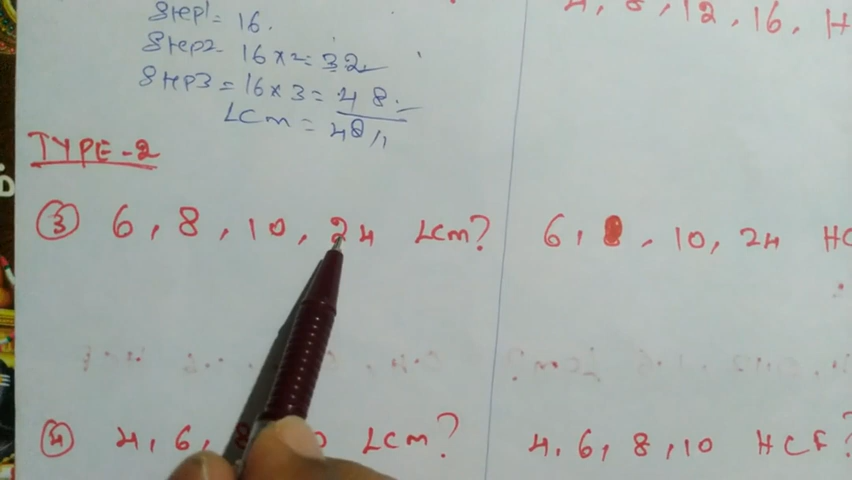 Step1 = 16.
Step2 - 16 x 2 = 32
Step3 = 16 x 3 = 48.
LCM = 48 //
4, 8, 12, 16, H
TYPE-2
3 6, 8, 10, 24 LCM?
6, 8, 10, 24 HC
4 4, 6, LCM?
4, 6, 8, 10 HCF?